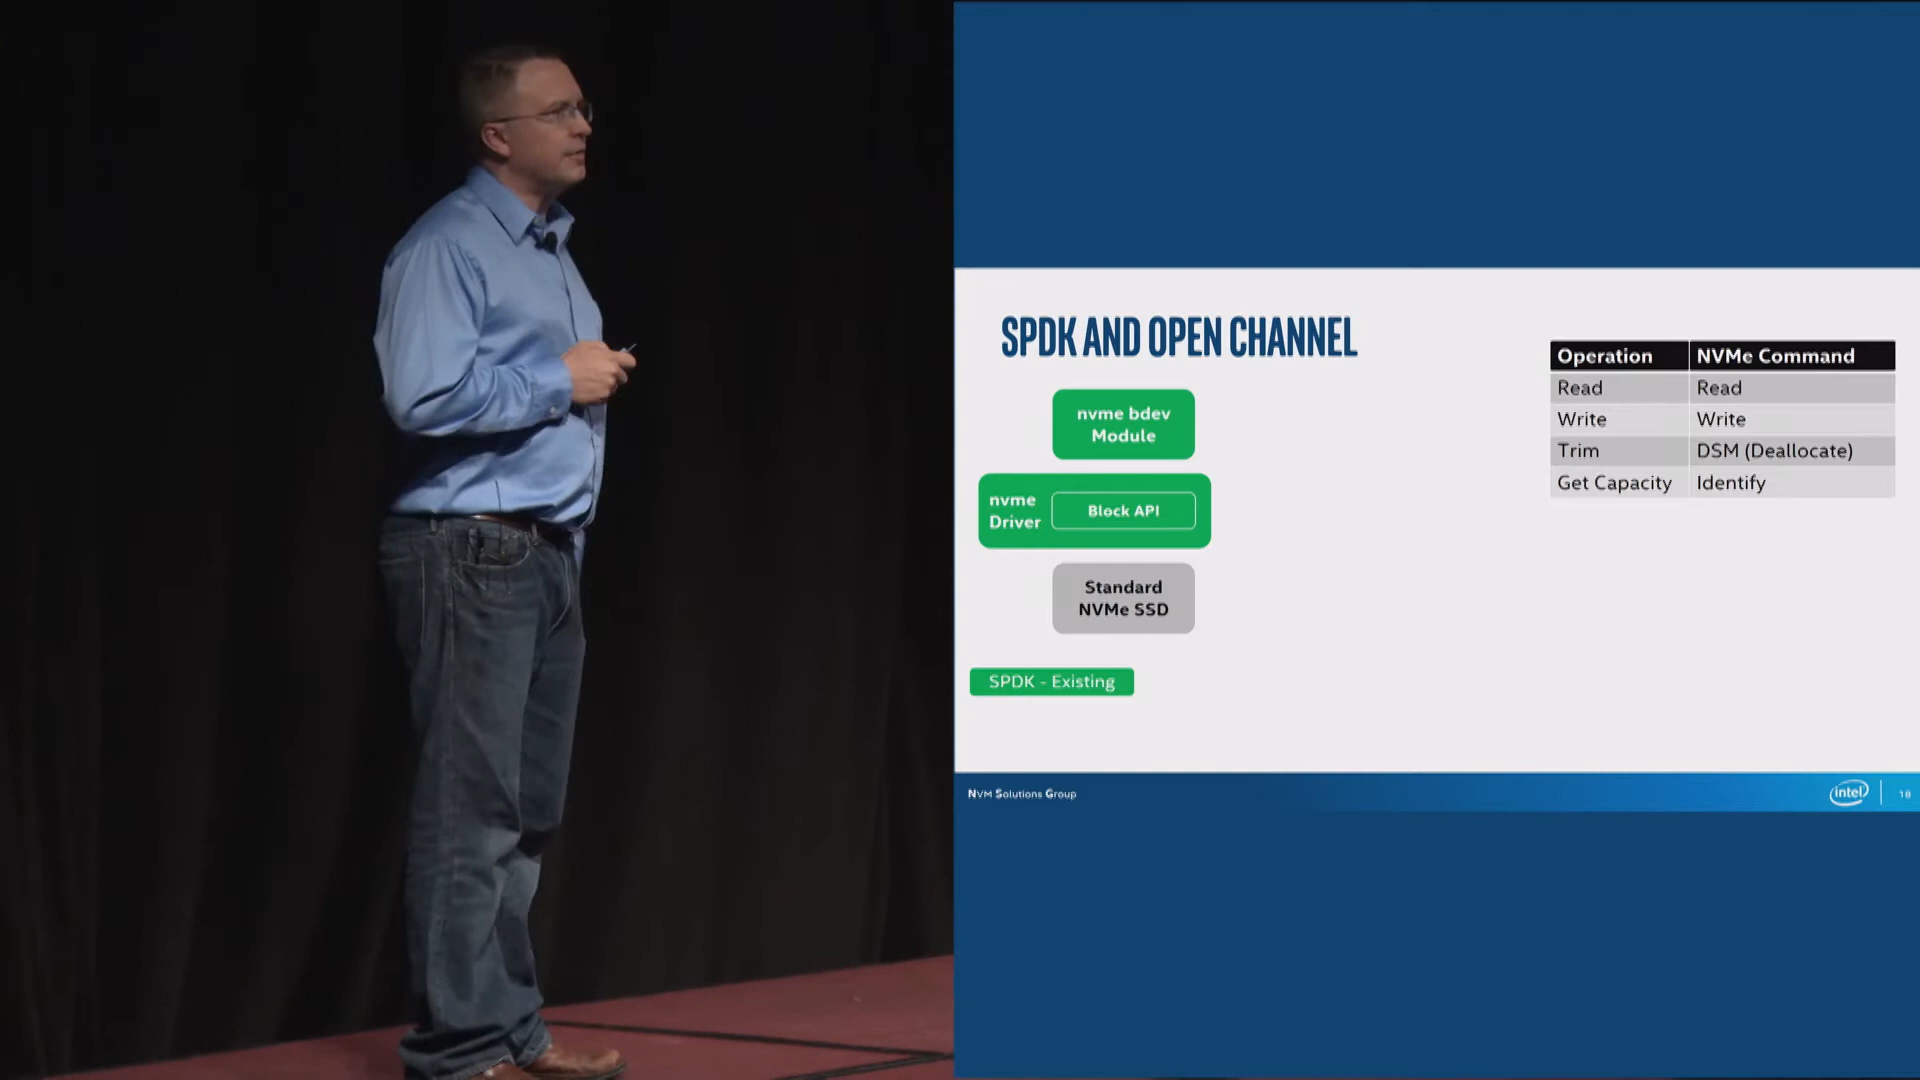 SPDK AND OPEN CHANNEL
nvme bdev
Module
nvme
Driver
Block API
Standard
NVMe SSD
SPDK - Existing
Operation NVMe Command
Read Read
Write Write
Trim DSM (Deallocate)
Get Capacity Identify
NVM Solutions Group
intel
18